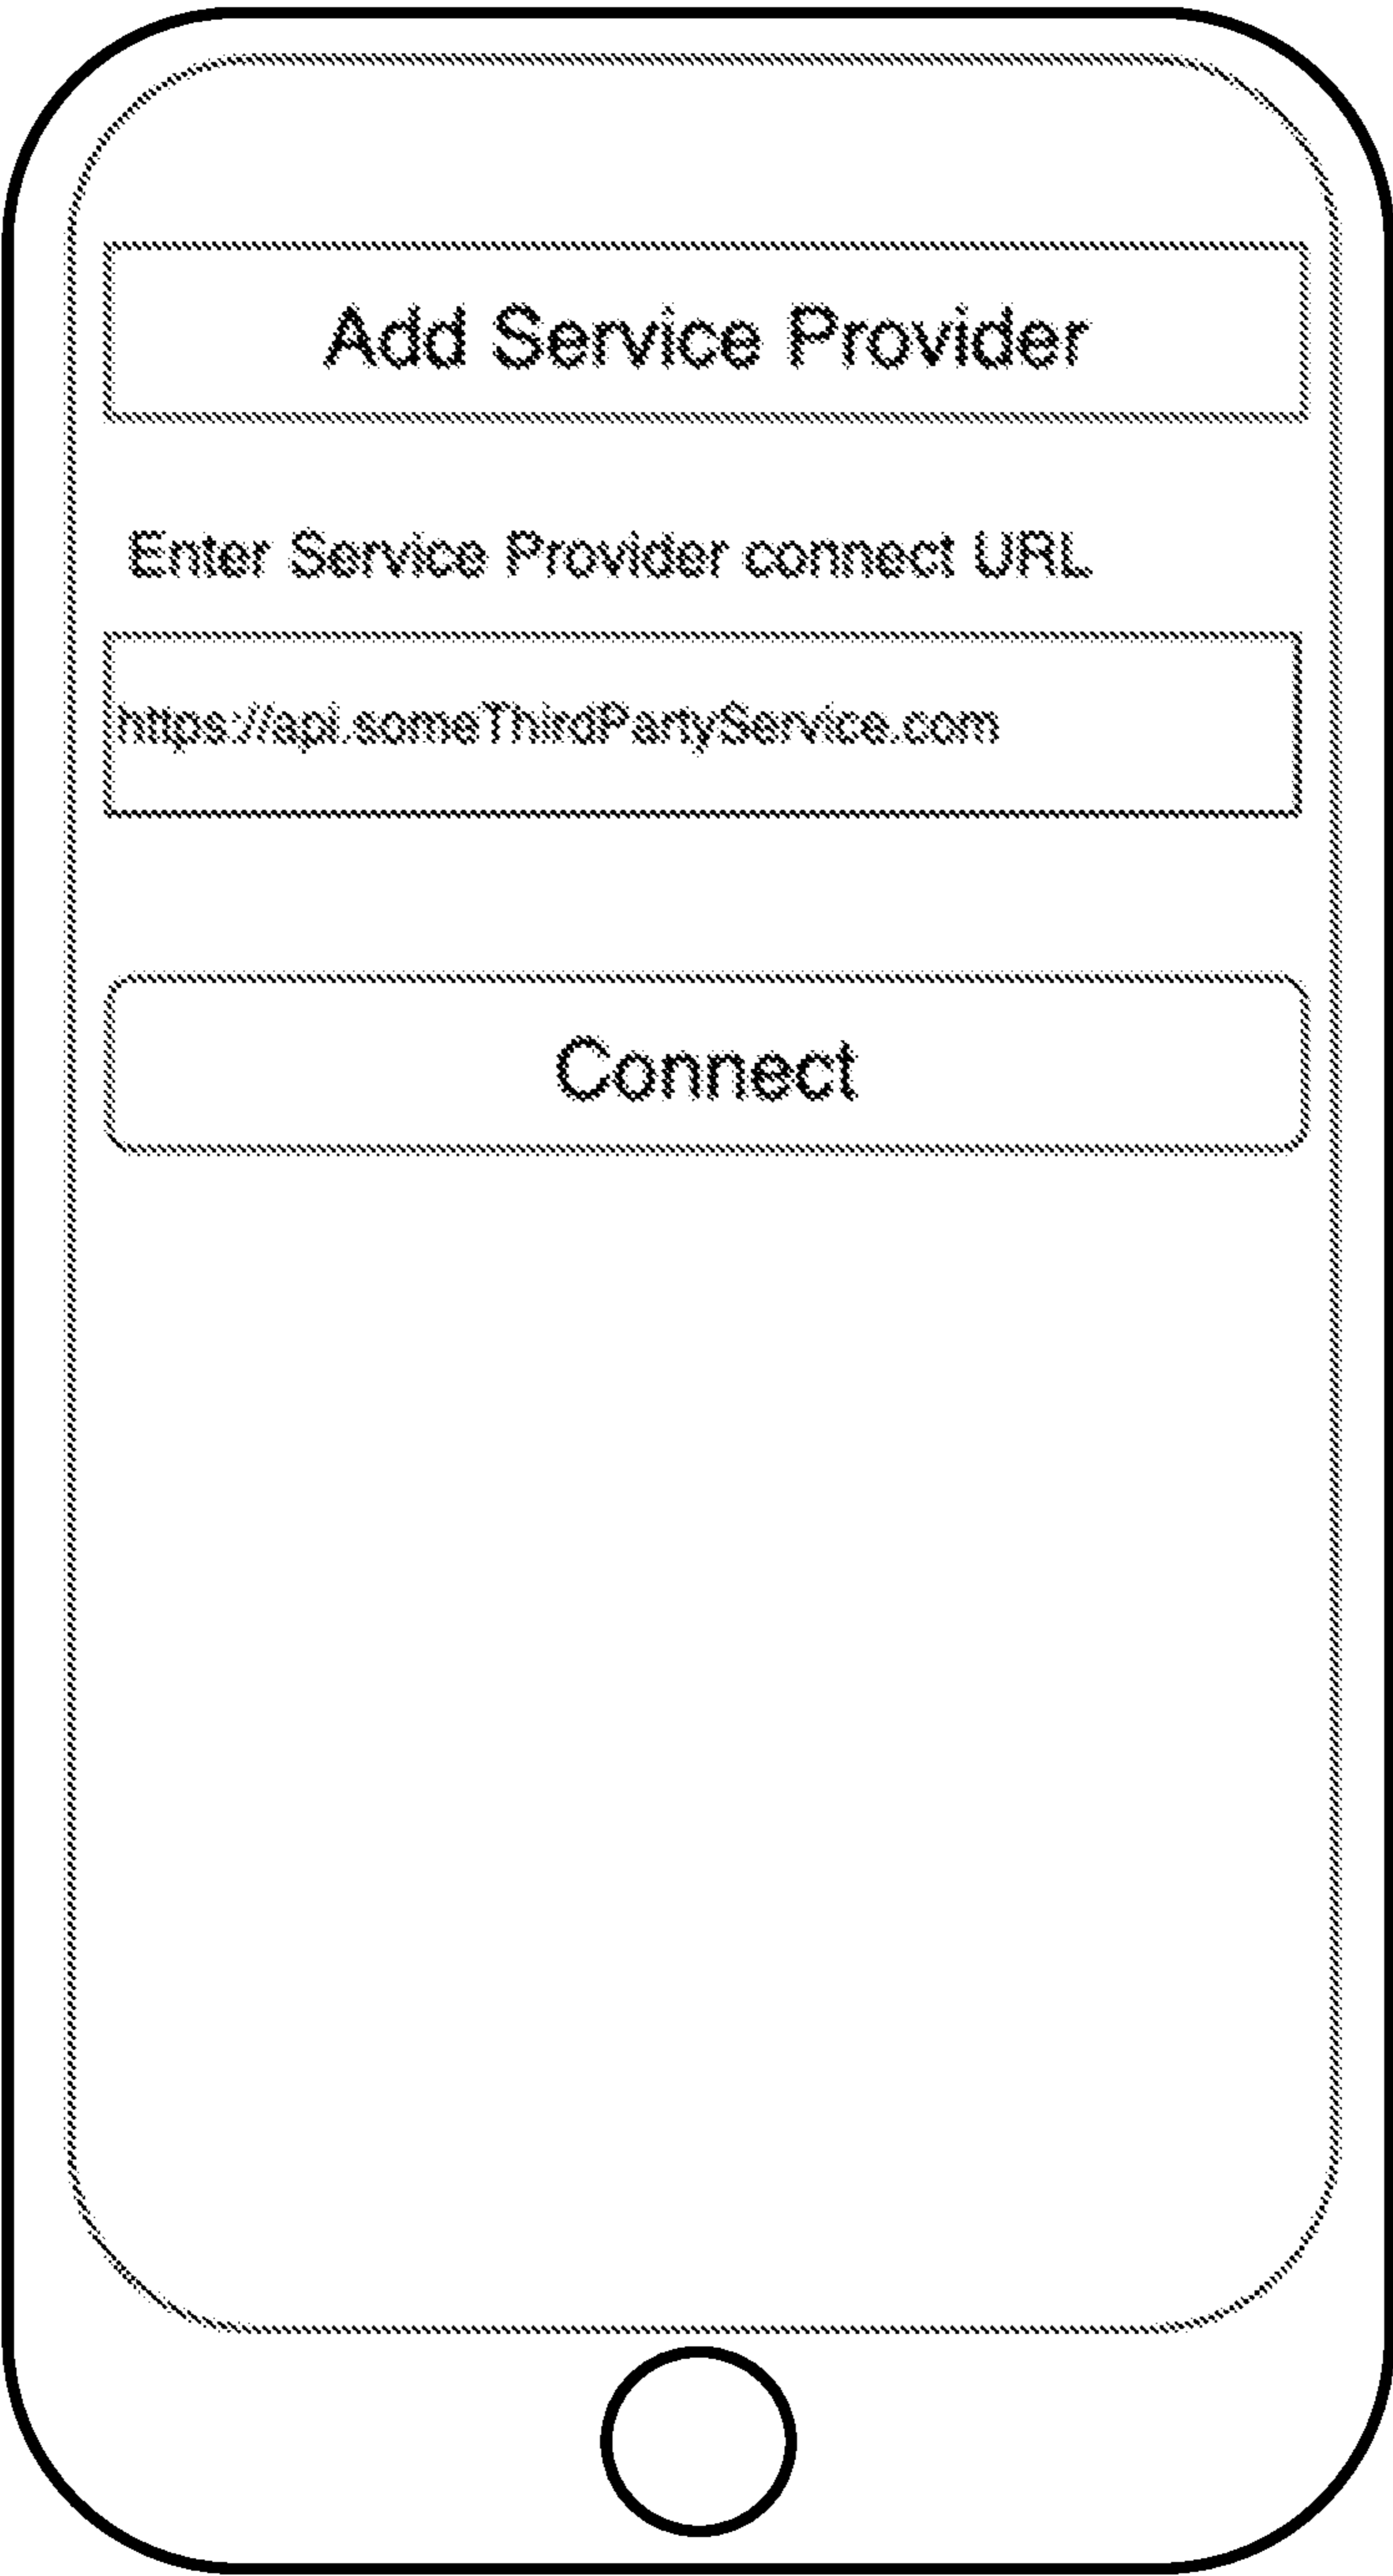 Add Service Provider
Enter Service Provider connect URL
https://api.someThirdPartyService.com
Connect